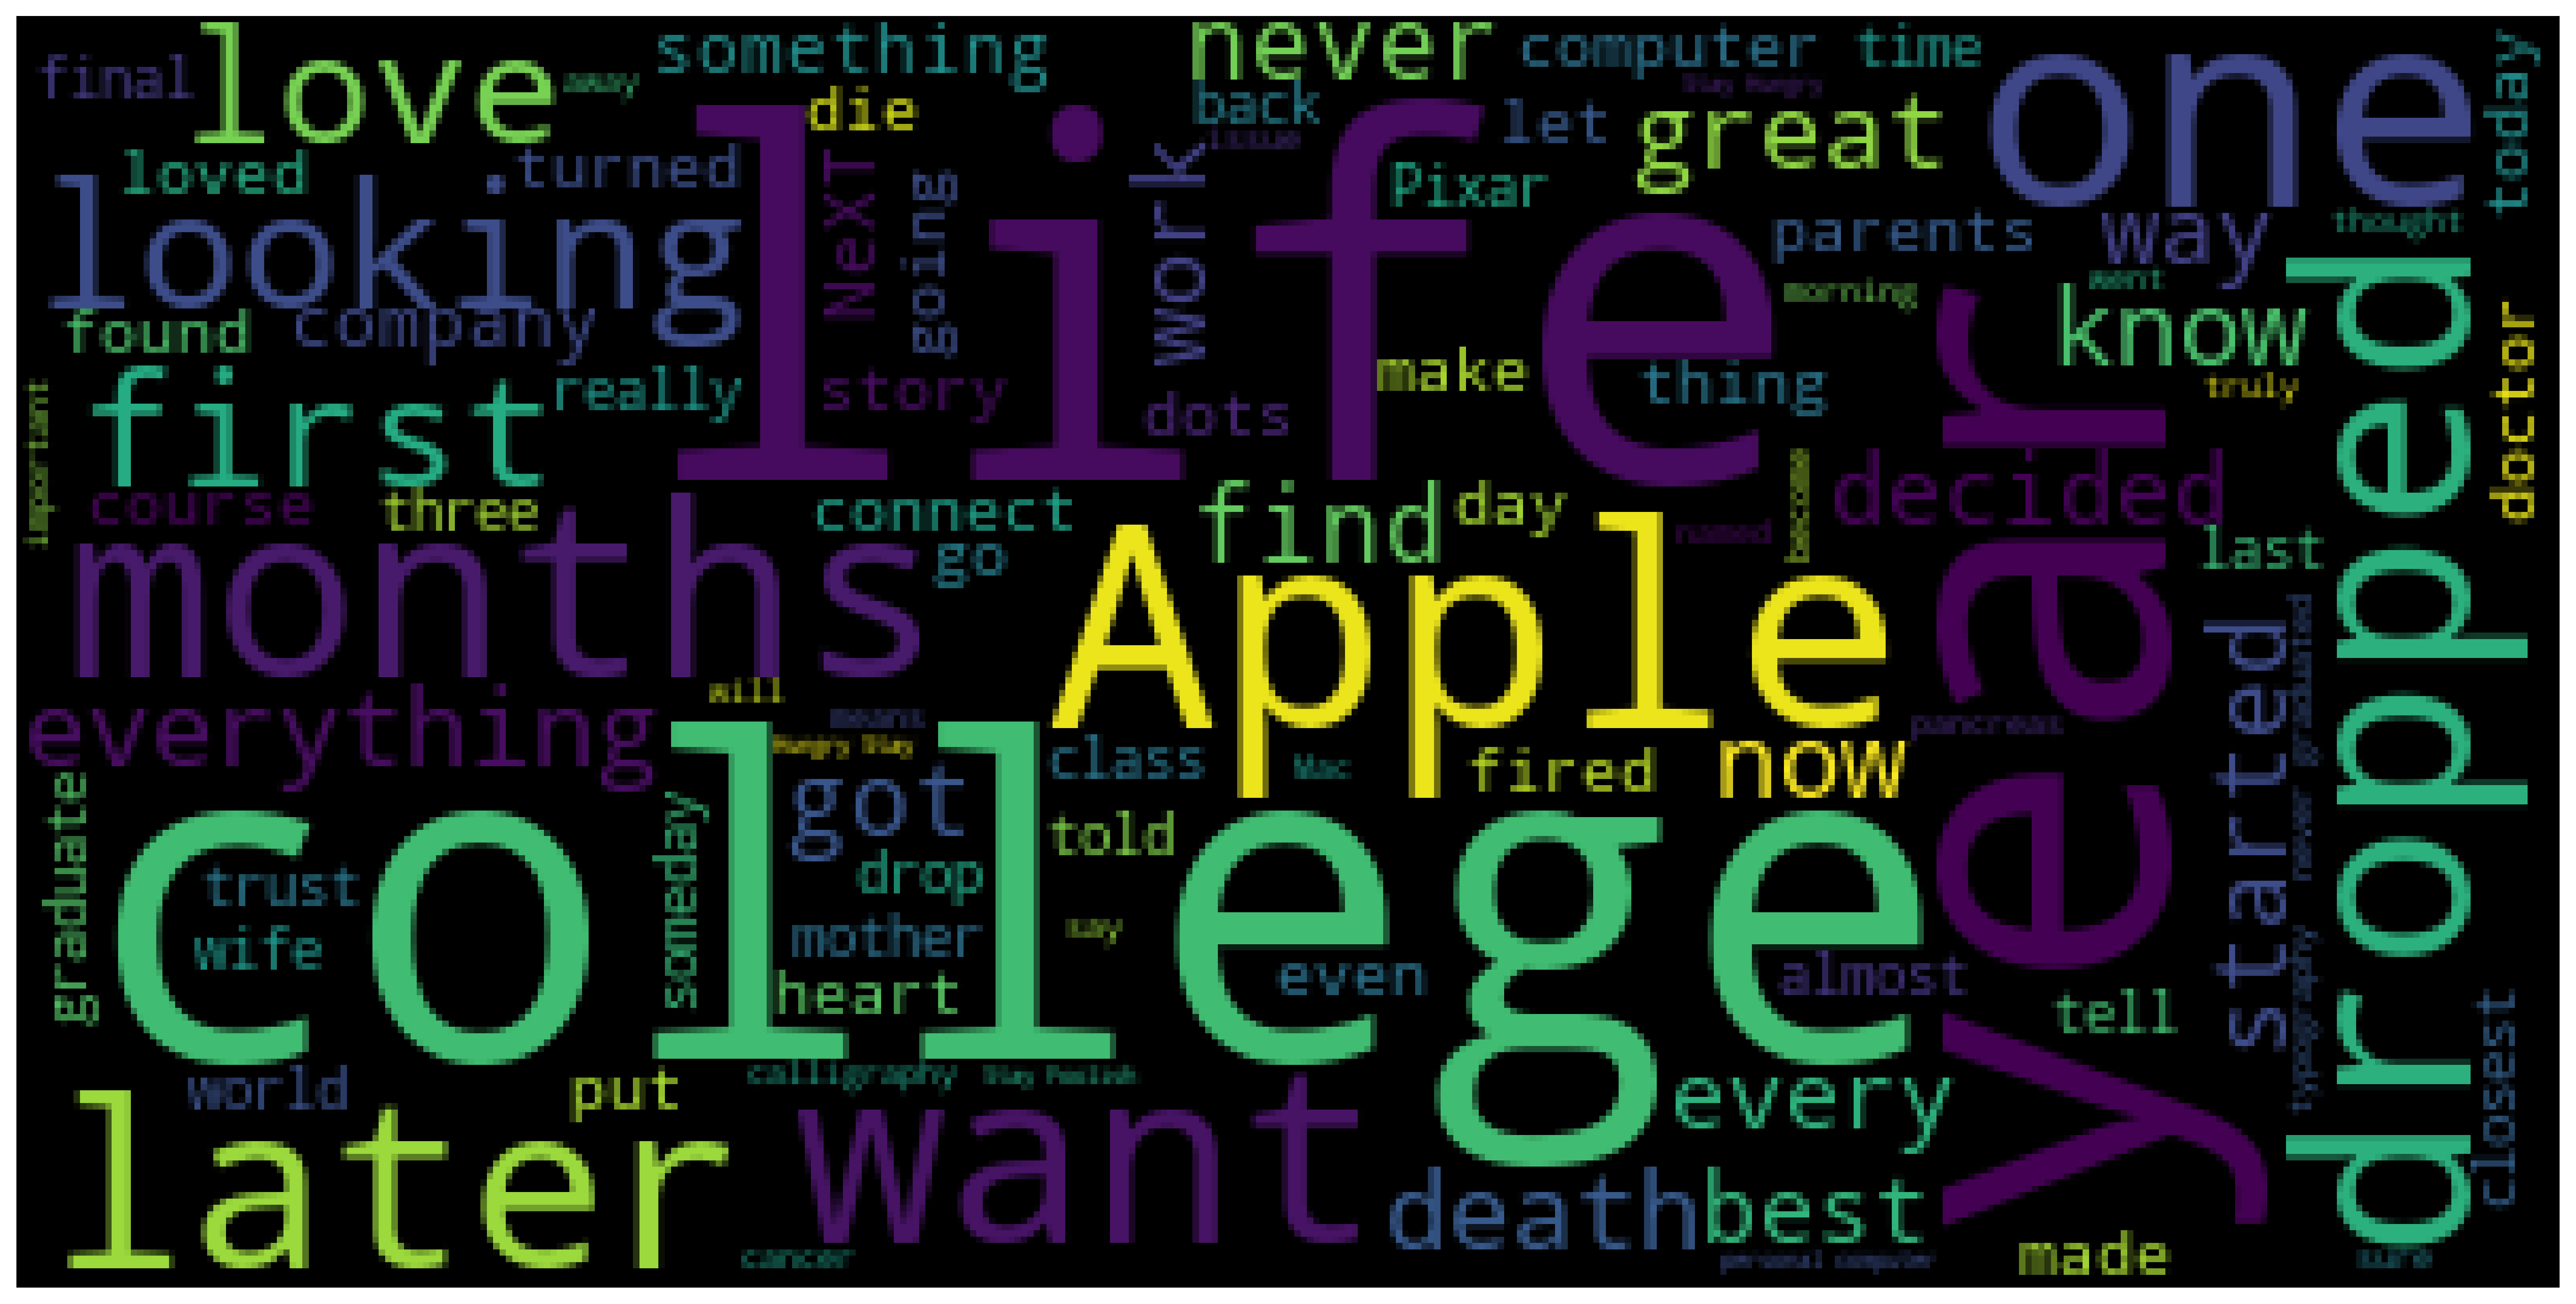 final
love
away
something
never
computer
time
one
today
die
back
Stay Hungry
let
great
issue
loved
turned
looking
life
NeXT
going
work
Pixar
parents
way
thought
found
company
morning
went
know
first
really
story
dots
make
thing
truly
doctor
important
course
three
connect
find
day
named
decided
last
months
go
Apple
year
dropped
everything
will
means
Hungry Stay
class
Mac
fired
now
pancreas
started
graduated
never
graduate
college
someday
got
told
trust
drop
wife
mother
say
heart
even
almost
tell
typography
closest
world
put
calligraphy
Stay Foolish
every
later
want
death
best
cancer
personal computer
made